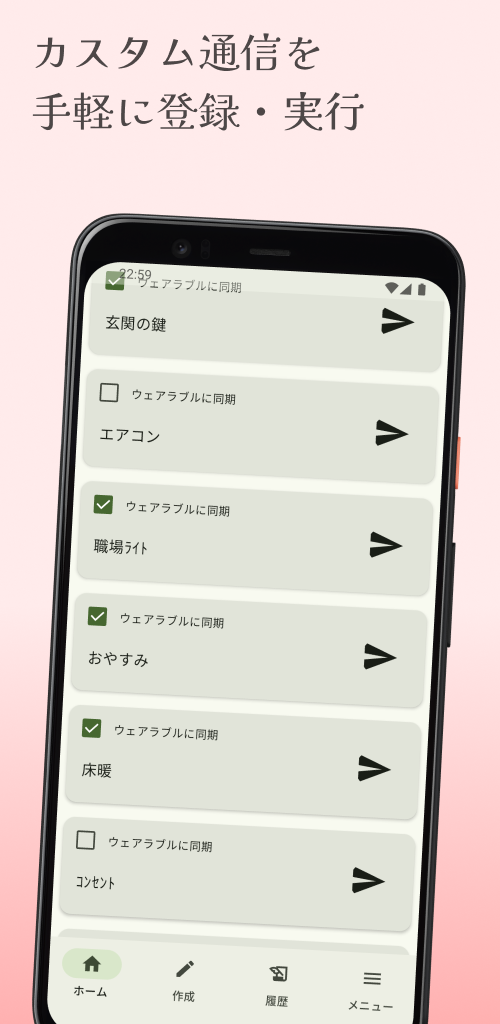 カスタム通信を
手軽に登録・実行
22:59
ウェアラブルに同期
玄関の鍵
ウェアラブルに同期
エアコン
ウェアラブルに同期
職場ﾗｲﾄ
ウェアラブルに同期
おやすみ
ウェアラブルに同期
床暖
ウェアラブルに同期
ｺﾝｾﾝﾄ
ホーム 作成 履歴 メニュー